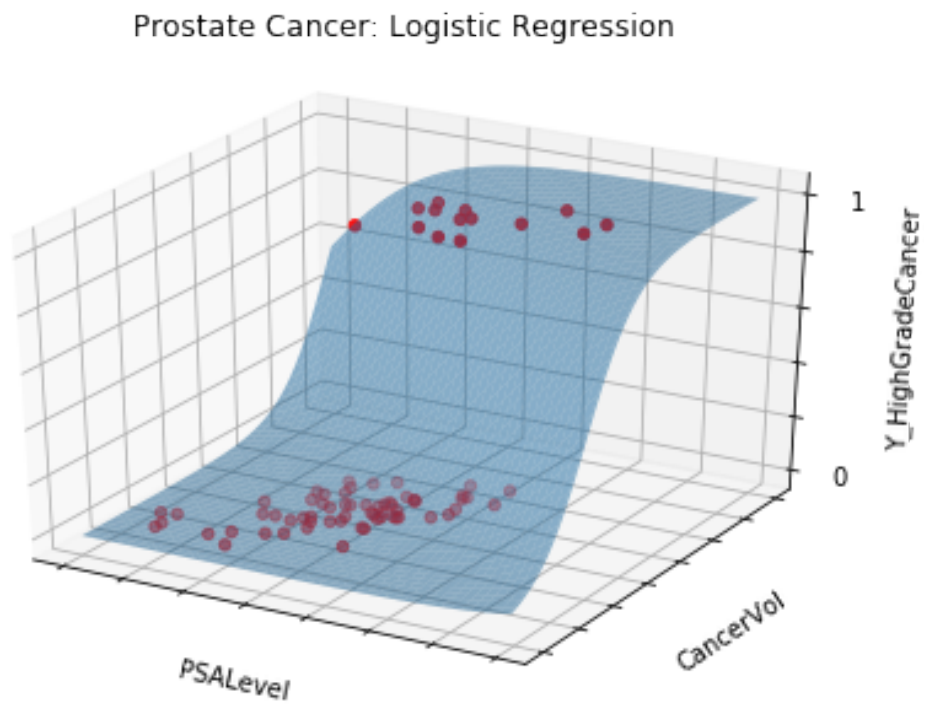 Prostate Cancer: Logistic Regression
1
Y_HighGradeCancer
0
CancerVol
PSALevel